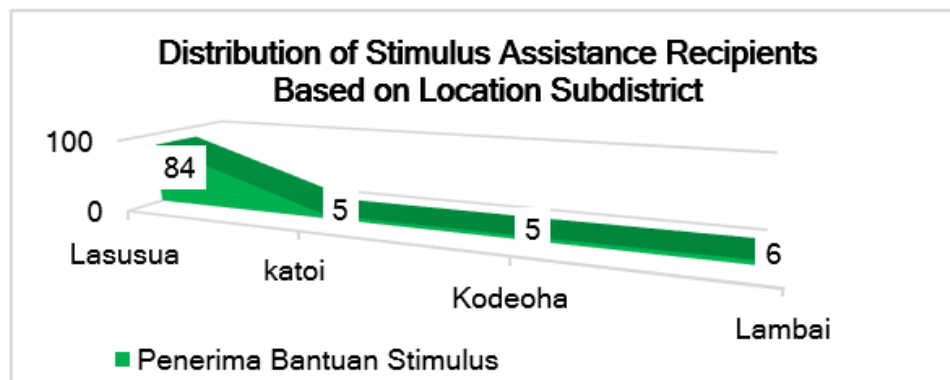 Distribution of Stimulus Assistance Recipients
Based on Location Subdistrict
100
0
84
5
5
6
Lasusua
katoi
Kodeoha
Lambai
Penerima Bantuan Stimulus